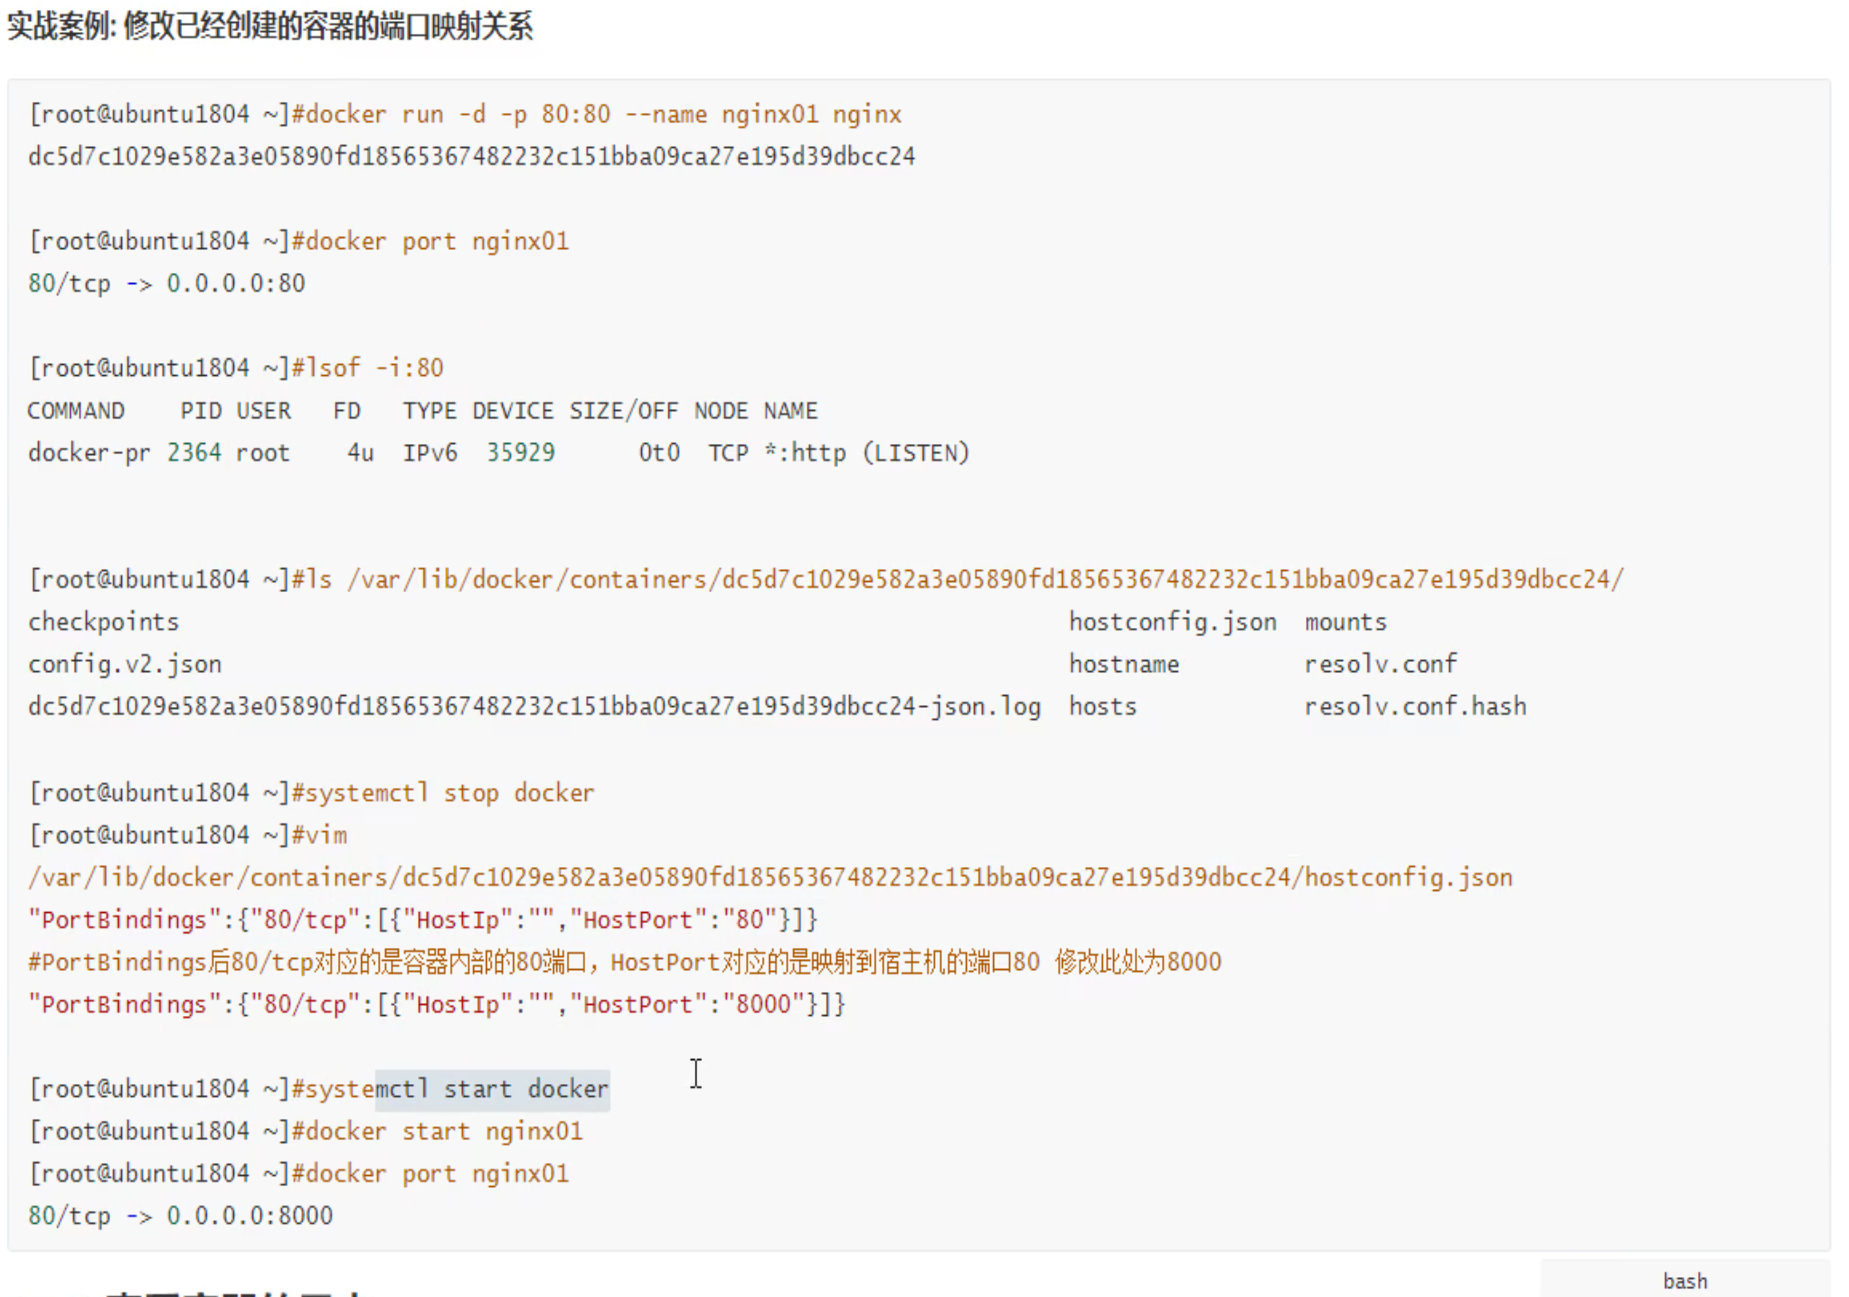 实战案例: 修改已经创建的容器的端口映射关系
[root@ubuntu1804 ~]#docker run -d -p 80:80 --name nginx01 nginx
dc5d7c1029e582a3e05890fd18565367482232c151bba09ca27e195d39dbcc24
[root@ubuntu1804 ~]#docker port nginx01
80/tcp -> 0.0.0.0:80
[root@ubuntu1804 ~]#lsof -i:80
COMMAND    PID USER   FD   TYPE DEVICE SIZE/OFF NODE NAME
docker-pr 2364 root    4u  IPv6  35929      0t0  TCP *:http (LISTEN)
[root@ubuntu1804 ~]#ls /var/lib/docker/containers/dc5d7c1029e582a3e05890fd18565367482232c151bba09ca27e195d39dbcc24/
checkpoints                                                                hostconfig.json  mounts
config.v2.json                                                             hostname         resolv.conf
dc5d7c1029e582a3e05890fd18565367482232c151bba09ca27e195d39dbcc24-json.log  hosts            resolv.conf.hash
[root@ubuntu1804 ~]#systemctl stop docker
[root@ubuntu1804 ~]#vim
/var/lib/docker/containers/dc5d7c1029e582a3e05890fd18565367482232c151bba09ca27e195d39dbcc24/hostconfig.json
"PortBindings":{"80/tcp":[{"HostIp":"","HostPort":"80"}]}
#PortBindings后80/tcp对应的是容器内部的80端口，HostPort对应的是映射到宿主机的端口80 修改此处为8000
"PortBindings":{"80/tcp":[{"HostIp":"","HostPort":"8000"}]}
[root@ubuntu1804 ~]#systemctl start docker
[root@ubuntu1804 ~]#docker start nginx01
[root@ubuntu1804 ~]#docker port nginx01
80/tcp -> 0.0.0.0:8000
bash